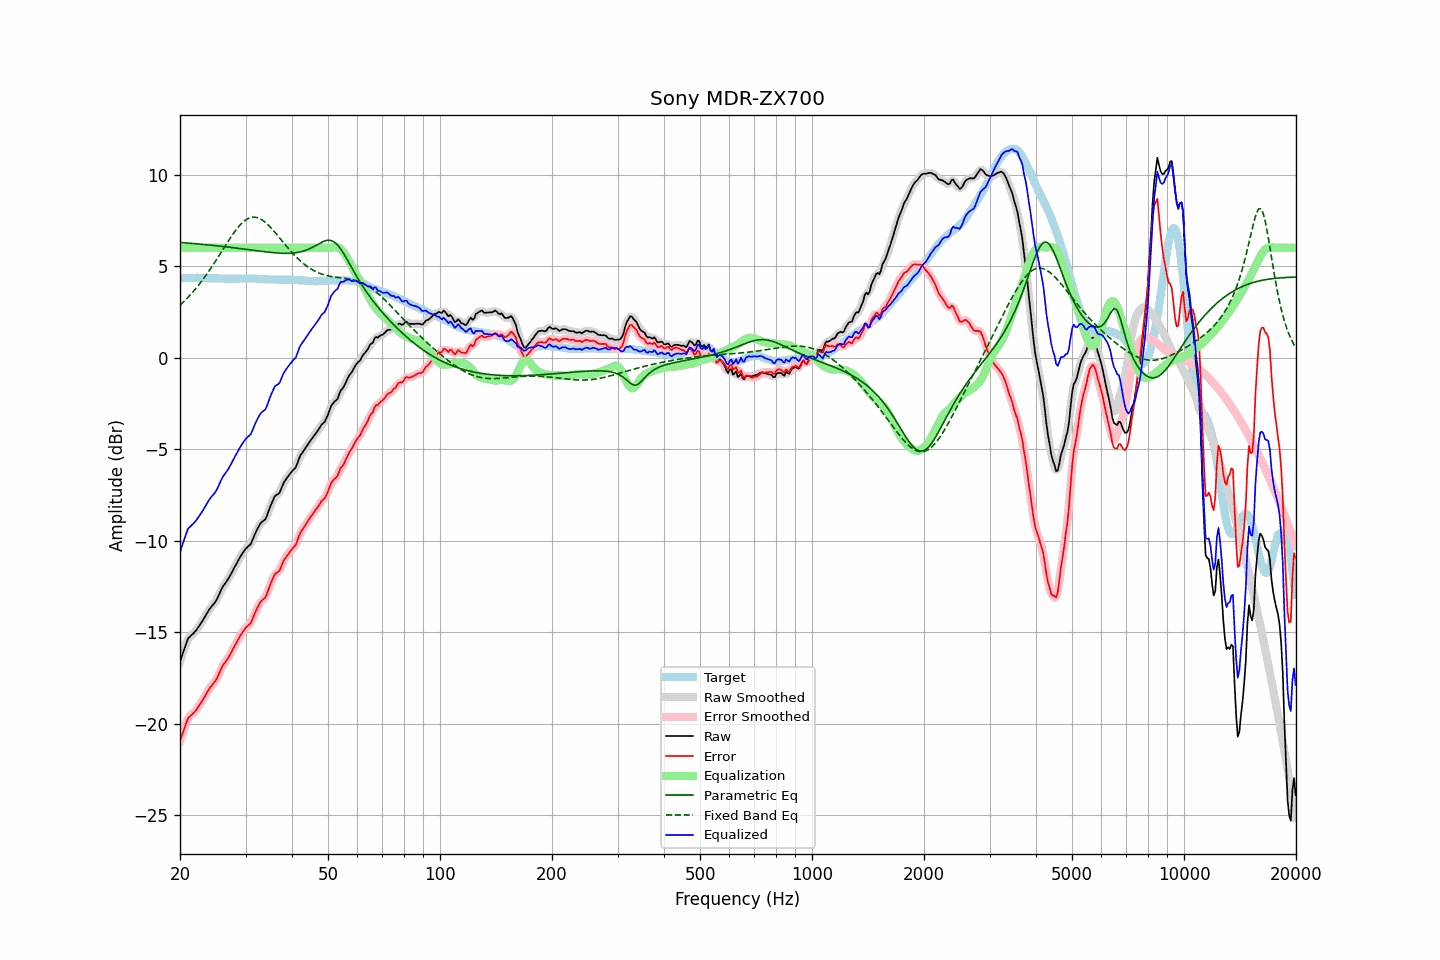 Sony MDR-ZX700
Amplitude (dBr)
10
5
0
−5
−10
−15
−20
−25
Target
Raw Smoothed
Error Smoothed
Raw
Error
Equalization
Parametric Eq
Fixed Band Eq
Equalized
20 50 100 200 500 1000 2000 5000 10000 20000
Frequency (Hz)